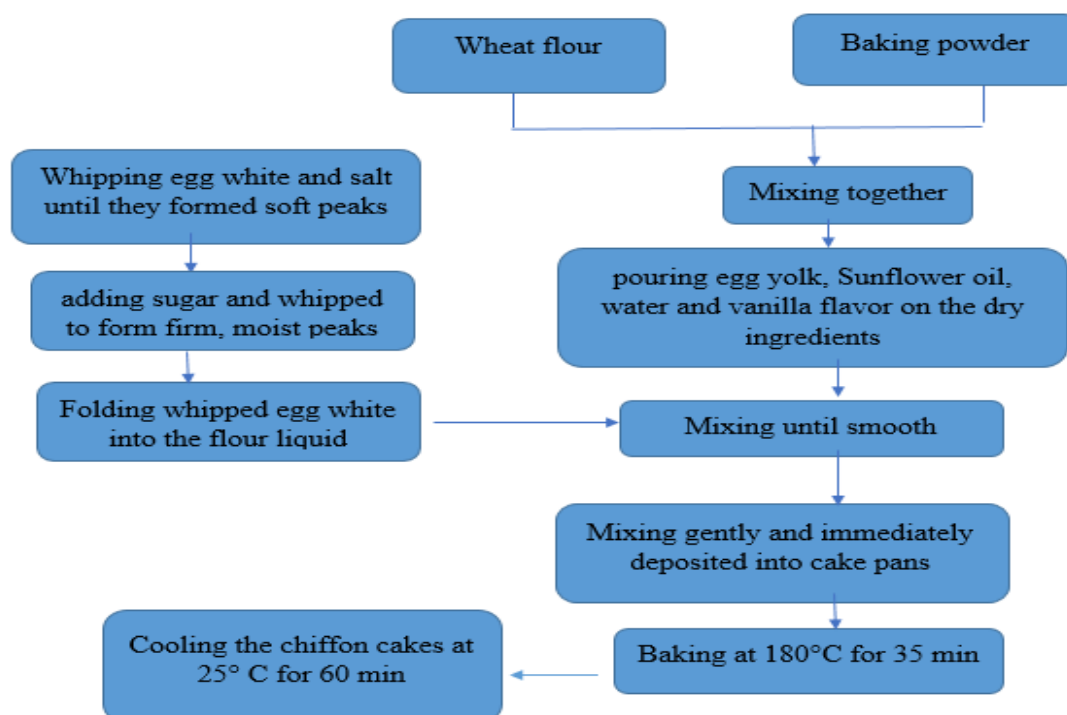 Wheat flour
Baking powder
Whipping egg white and salt
until they formed soft peaks
Mixing together
adding sugar and whipped
to form firm, moist peaks
pouring egg yolk, Sunflower oil,
water and vanilla flavor on the dry
ingredients
Folding whipped egg white
into the flour liquid
Mixing until smooth
Mixing gently and immediately
deposited into cake pans
Cooling the chiffon cakes at
25° C for 60 min
Baking at 180°C for 35 min